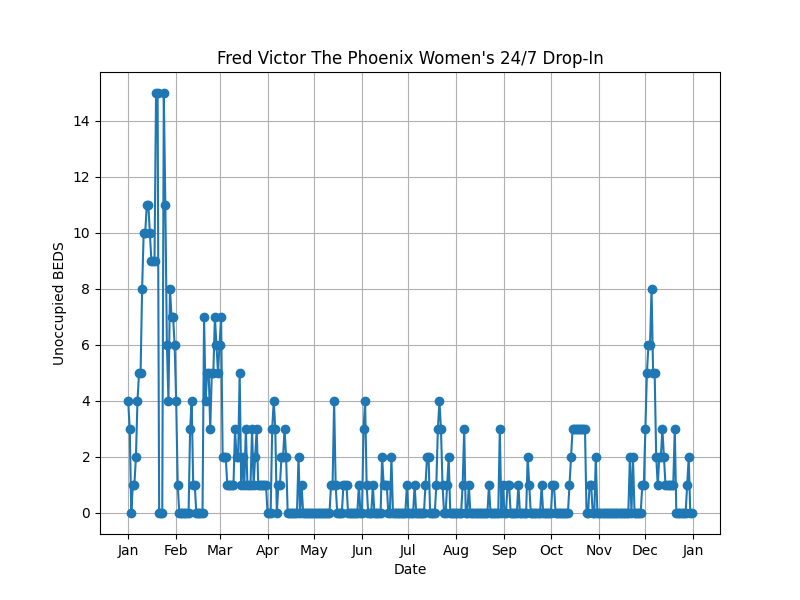 Fred Victor The Phoenix Women's 24/7 Drop-In
Unoccupied BEDS
14
12
10
8
6
4
2
0
Jan Feb Mar Apr May Jun Jul Aug Sep Oct Nov Dec Jan
Date